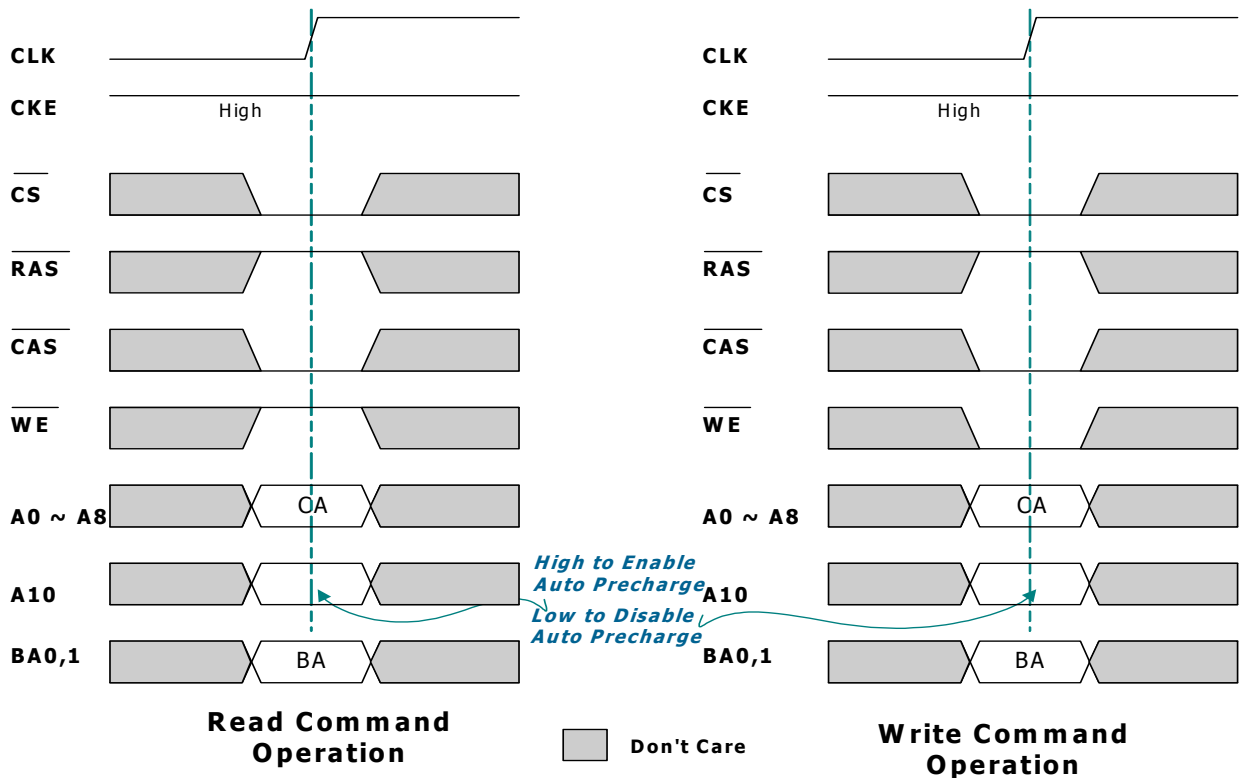 CLK
CKE
High
CS
RAS
CAS
WE
A0 ~ A8
CA
A10
BA0,1
BA
Read Command
Operation
High to Enable
Auto Precharge
Low to Disable
Auto Precharge
Don't Care
CLK
CKE
High
CS
RAS
CAS
WE
A0 ~ A8
CA
A10
BA0,1
BA
Write Command
Operation